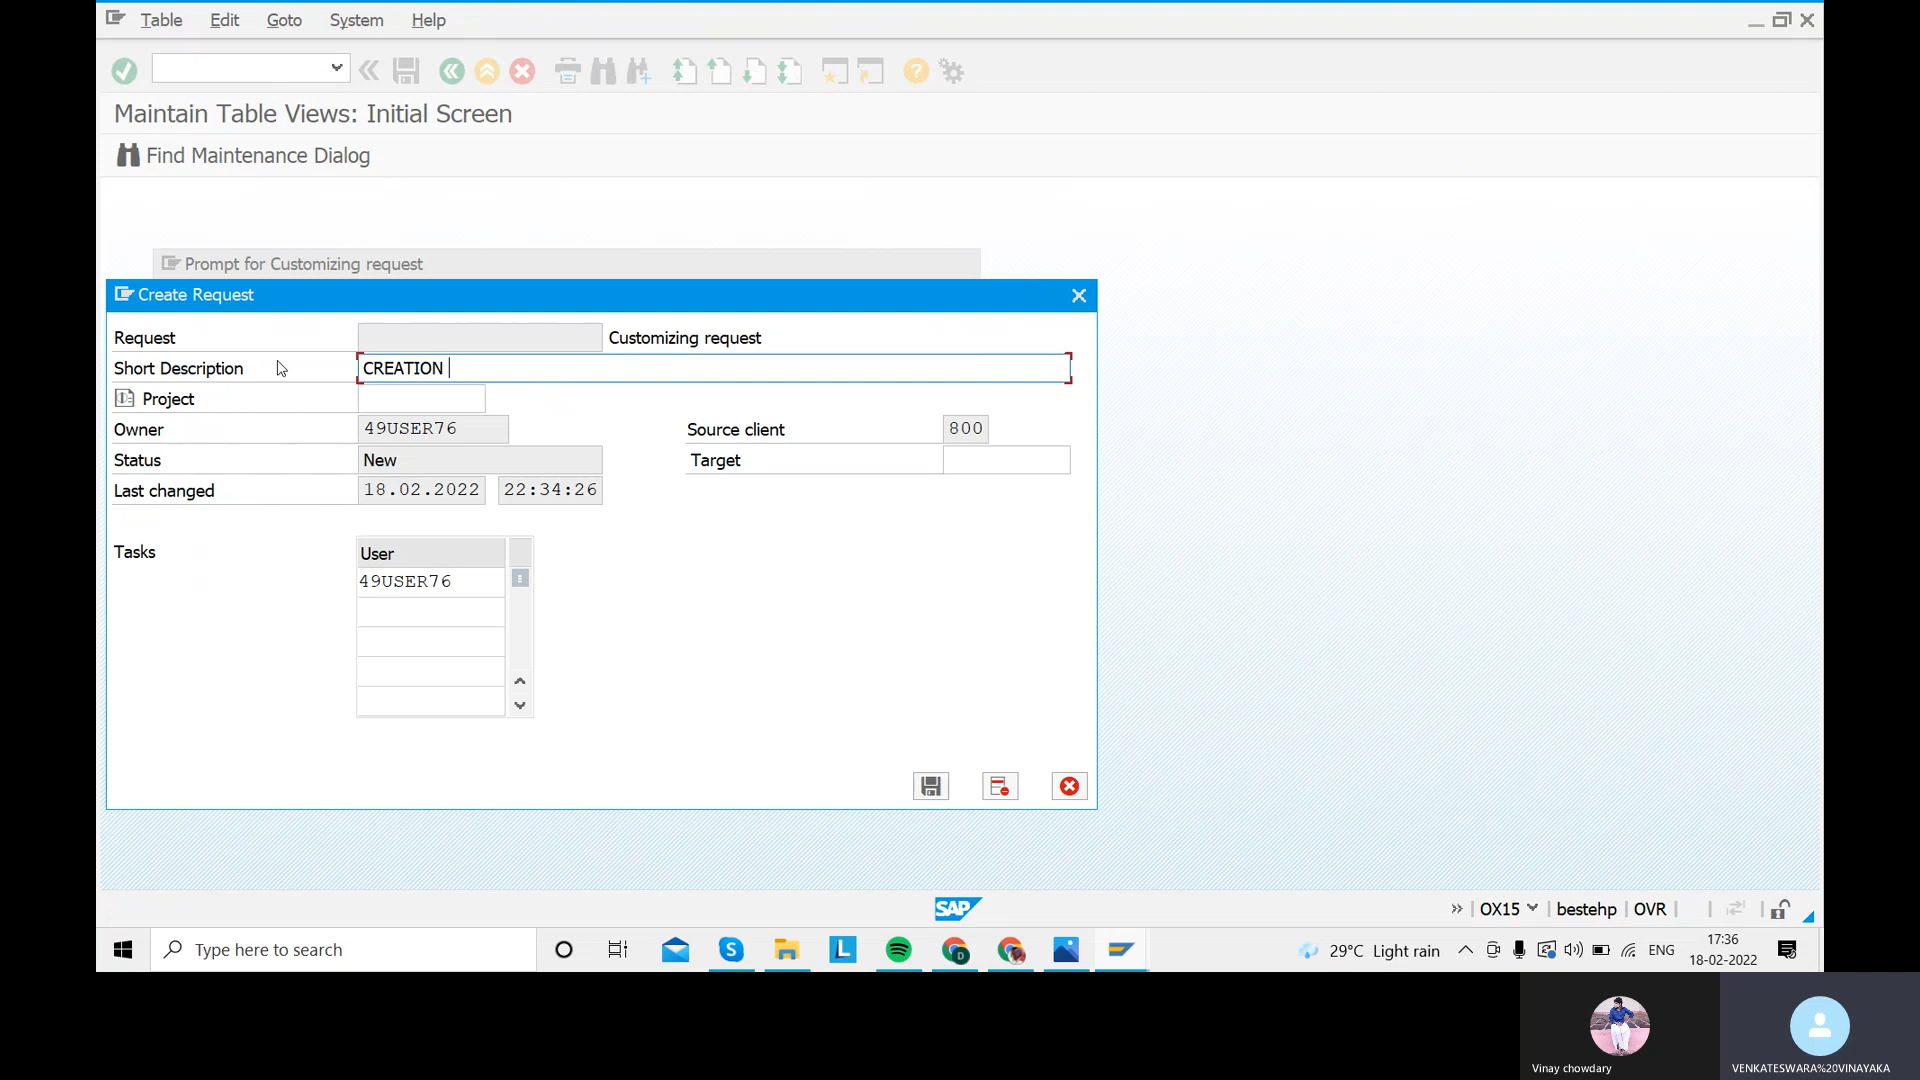 Table Edit Goto System Help
Maintain Table Views: Initial Screen
Find Maintenance Dialog
Prompt for Customizing request
Create Request
Request Customizing request
Short Description CREATION
Project
Owner 49USER76 Source client 800
Status New Target
Last changed 18.02.2022 22:34:26
Tasks User
49USER76
SAP OX15 bestehp OVR
Type here to search 29°C Light rain ENG 17:36
18-02-2022
Vinay chowdary VENKATESWARA%20VINAYAKA